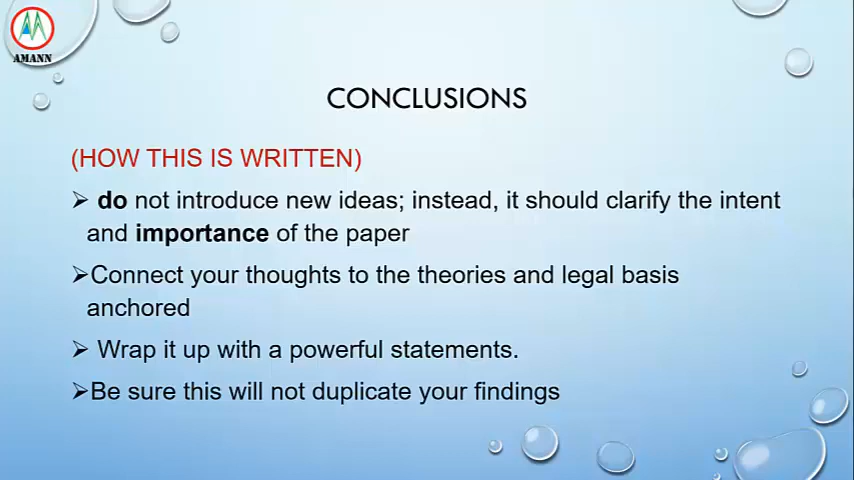 AMANN
CONCLUSIONS
(HOW THIS IS WRITTEN)
➢ do not introduce new ideas; instead, it should clarify the intent
and importance of the paper
➢Connect your thoughts to the theories and legal basis
anchored
➢ Wrap it up with a powerful statements.
➢Be sure this will not duplicate your findings